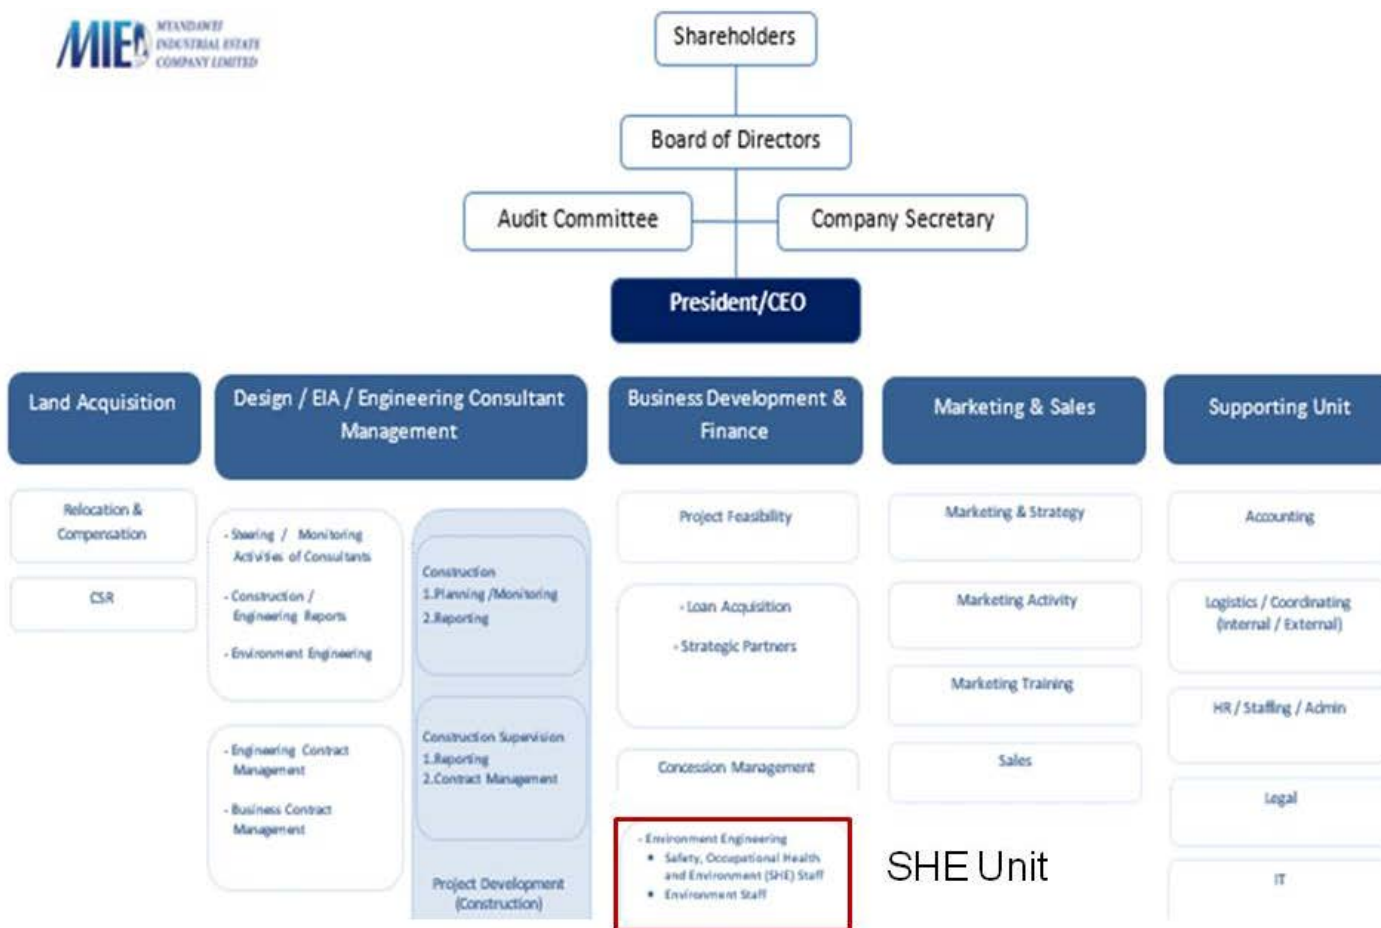 MIE
MYANDAWEI
INDUSTRIAL ESTATE
COMPANY LIMITED
Shareholders
Board of Directors
Audit Committee
Company Secretary
President/CEO
Land Acquisition
Relocation &
Compensation
CSR
Design / EIA / Engineering Consultant
Management
- Steering / Monitoring
Activities of Consultants
- Construction /
Engineering Reports
- Environment Engineering
- Engineering Contract
Management
- Business Contract
Management
Construction
1.Planning /Monitoring
2.Reporting
Construction Supervision
1.Reporting
2.Contract Management
Project Development
(Construction)
Business Development &
Finance
Project Feasibility
- Loan Acquisition
- Strategic Partners
Concession Management
- Environment Engineering
• Safety, Occupational Health
and Environment (SHE) Staff
• Environment Staff
SHE Unit
Marketing & Sales
Marketing & Strategy
Marketing Activity
Marketing Training
Sales
Supporting Unit
Accounting
Logistics / Coordinating
(Internal / External)
HR / Staffing / Admin
Legal
IT